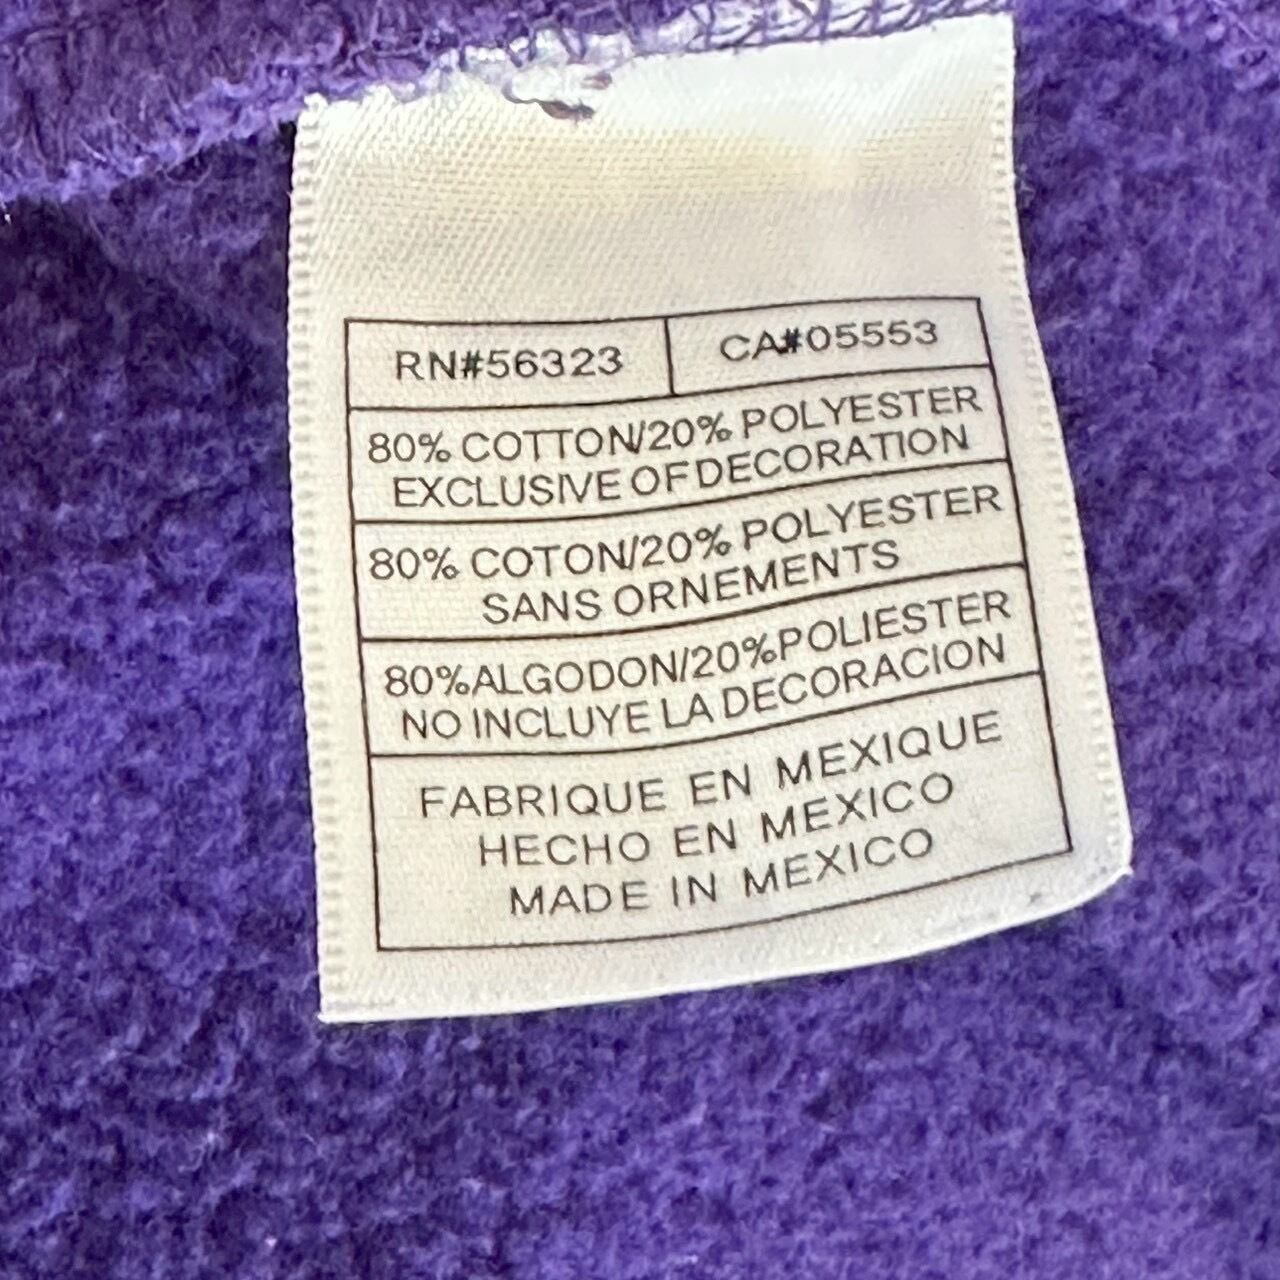 RN#56323 CA#05553
80% COTTON/20% POLYESTER
EXCLUSIVE OF DECORATION
80% COTON/20% POLYESTER
SANS ORNEMENTS
80%ALGODON/20%POLIESTER
NO INCLUYE LA DECORACION
FABRIQUE EN MEXIQUE
HECHO EN MEXICO
MADE IN MEXICO